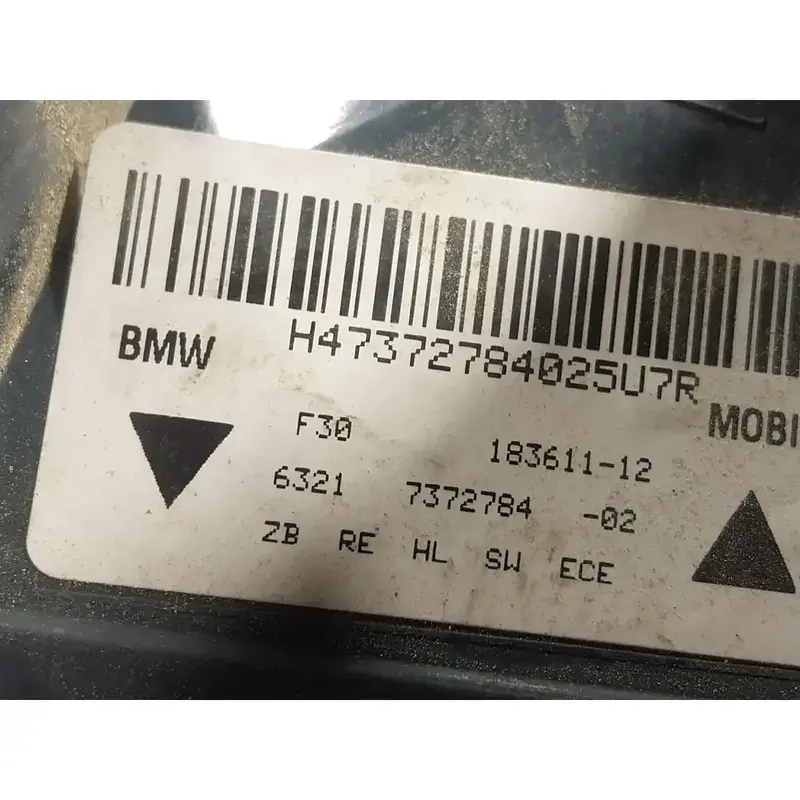 H47372784025U7R
BMW
MOBI
F30 183611-12
6321 7372784 -02
ZB RE HL SW ECE